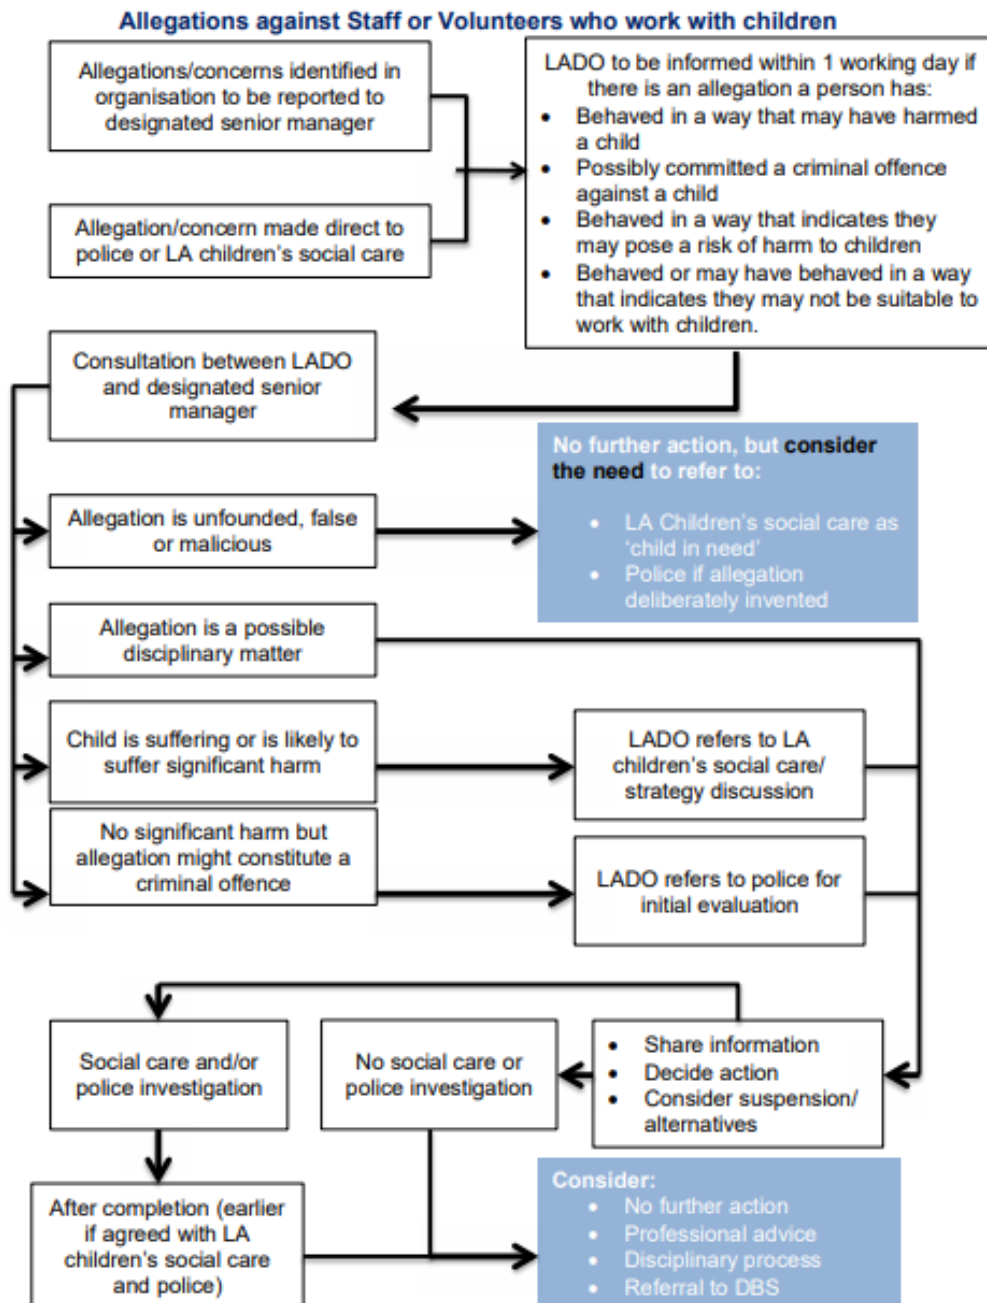 Allegations against Staff or Volunteers who work with children
Allegations/concerns identified in
organisation to be reported to
designated senior manager
LADO to be informed within 1 working day if
there is an allegation a person has:
• Behaved in a way that may have harmed
a child
• Possibly committed a criminal offence
against a child
• Behaved in a way that indicates they
may pose a risk of harm to children
• Behaved or may have behaved in a way
that indicates they may not be suitable to
work with children.
Allegation/concern made direct to
police or LA children's social care
Consultation between LADO
and designated senior
manager
No further action, but consider
the need to refer to:
• LA Children's social care as
'child in need'
• Police if allegation
deliberately invented
Allegation is unfounded, false
or malicious
Allegation is a possible
disciplinary matter
Child is suffering or is likely to
suffer significant harm
LADO refers to LA
children's social care/
strategy discussion
No significant harm but
allegation might constitute a
criminal offence
LADO refers to police for
initial evaluation
Social care and/or
police investigation
No social care or
police investigation
• Share information
• Decide action
• Consider suspension/
alternatives
After completion (earlier
if agreed with LA
children's social care
and police)
Consider:
• No further action
• Professional advice
• Disciplinary process
• Referral to DBS